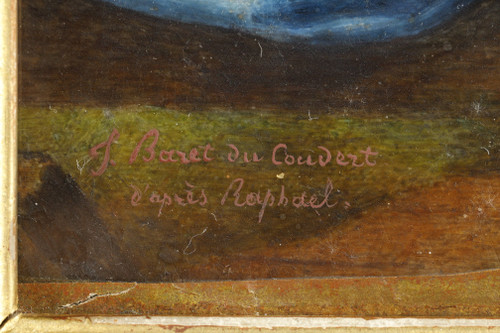 J. Baret du Coudert
d'après Raphael.